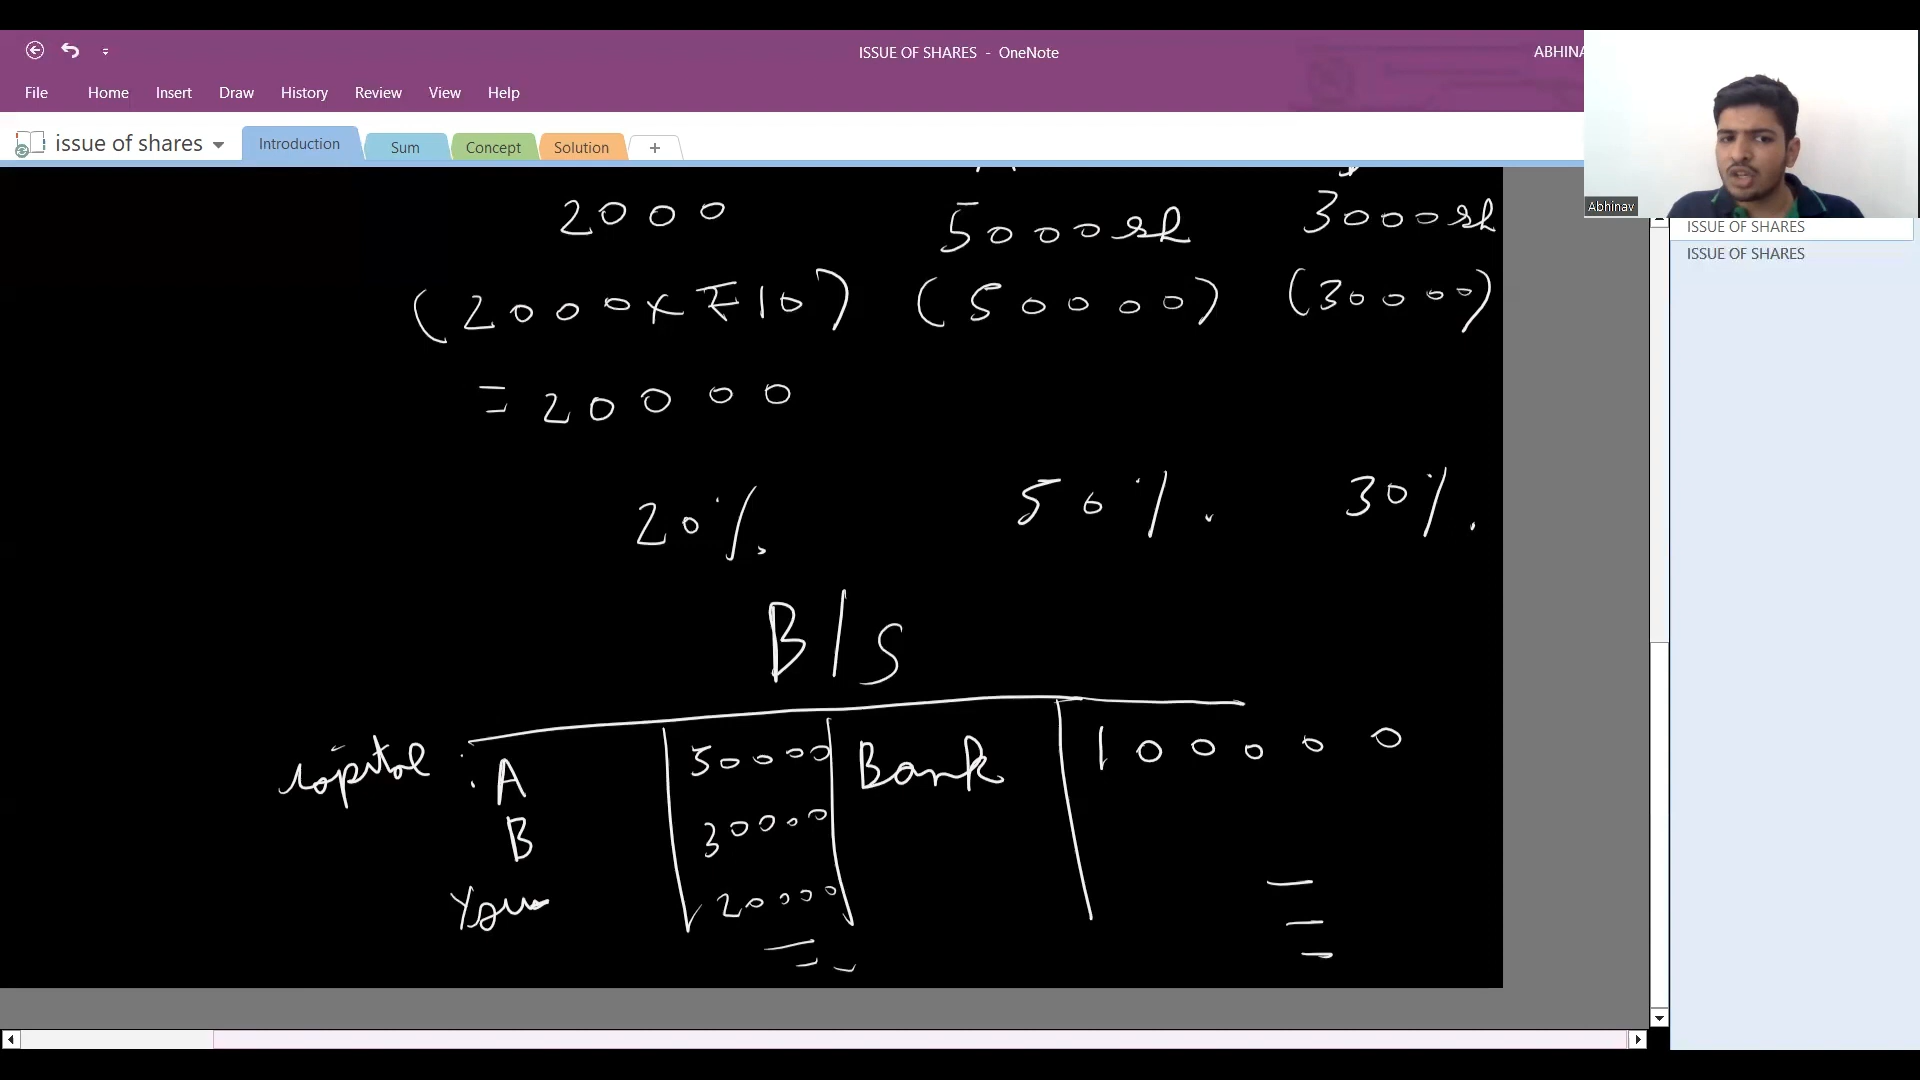 ISSUE OF SHARES - OneNote
ABHINA
File Home Insert Draw History Review View Help
issue of shares Introduction Sum Concept Solution +
Abhinav
ISSUE OF SHARES
ISSUE OF SHARES
2000 5000sh 3000sh
(2000x₹10) (50000) (30000)
=20000
20%. 50%. 30%.
B/S
capital : A 50000 Bank 100000
B 30000
You 20000